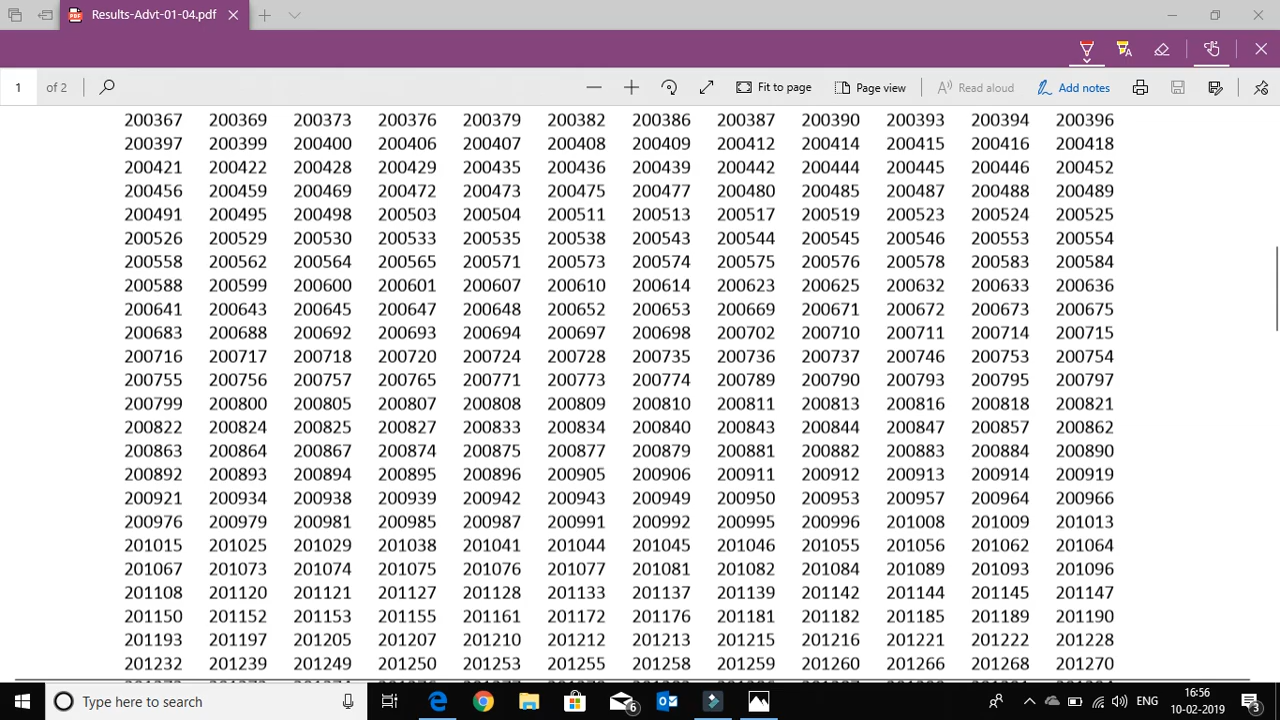 Results-Advt-01-04.pdf
1 of 2 Fit to page Page view Read aloud Add notes
200367 200369 200373 200376 200379 200382 200386 200387 200390 200393 200394 200396
200397 200399 200400 200406 200407 200408 200409 200412 200414 200415 200416 200418
200421 200422 200428 200429 200435 200436 200439 200442 200444 200445 200446 200452
200456 200459 200469 200472 200473 200475 200477 200480 200485 200487 200488 200489
200491 200495 200498 200503 200504 200511 200513 200517 200519 200523 200524 200525
200526 200529 200530 200533 200535 200538 200543 200544 200545 200546 200553 200554
200558 200562 200564 200565 200571 200573 200574 200575 200576 200578 200583 200584
200588 200599 200600 200601 200607 200610 200614 200623 200625 200632 200633 200636
200641 200643 200645 200647 200648 200652 200653 200669 200671 200672 200673 200675
200683 200688 200692 200693 200694 200697 200698 200702 200710 200711 200714 200715
200716 200717 200718 200720 200724 200728 200735 200736 200737 200746 200753 200754
200755 200756 200757 200765 200771 200773 200774 200789 200790 200793 200795 200797
200799 200800 200805 200807 200808 200809 200810 200811 200813 200816 200818 200821
200822 200824 200825 200827 200833 200834 200840 200843 200844 200847 200857 200862
200863 200864 200867 200874 200875 200877 200879 200881 200882 200883 200884 200890
200892 200893 200894 200895 200896 200905 200906 200911 200912 200913 200914 200919
200921 200934 200938 200939 200942 200943 200949 200950 200953 200957 200964 200966
200976 200979 200981 200985 200987 200991 200992 200995 200996 201008 201009 201013
201015 201025 201029 201038 201041 201044 201045 201046 201055 201056 201062 201064
201067 201073 201074 201075 201076 201077 201081 201082 201084 201089 201093 201096
201108 201120 201121 201127 201128 201133 201137 201139 201142 201144 201145 201147
201150 201152 201153 201155 201161 201172 201176 201181 201182 201185 201189 201190
201193 201197 201205 201207 201210 201212 201213 201215 201216 201221 201222 201228
201232 201239 201249 201250 201253 201255 201258 201259 201260 201266 201268 201270
Type here to search
6
ENG
16:56
10-02-2019
3